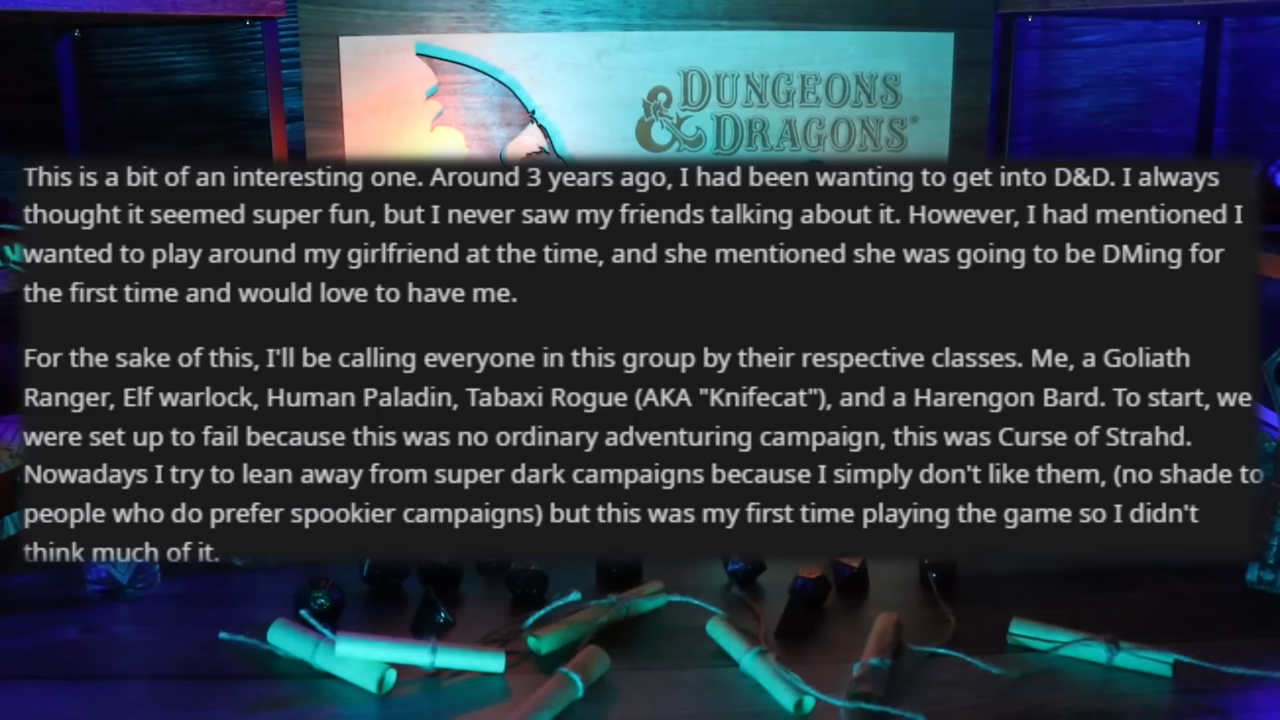 DUNGEONS
& DRAGONS®
This is a bit of an interesting one. Around 3 years ago, I had been wanting to get into D&D. I always
thought it seemed super fun, but I never saw my friends talking about it. However, I had mentioned I
wanted to play around my girlfriend at the time, and she mentioned she was going to be DMing for
the first time and would love to have me.
For the sake of this, I'll be calling everyone in this group by their respective classes. Me, a Goliath
Ranger, Elf warlock, Human Paladin, Tabaxi Rogue (AKA "Knifecat"), and a Harengon Bard. To start, we
were set up to fail because this was no ordinary adventuring campaign, this was Curse of Strahd.
Nowadays I try to lean away from super dark campaigns because I simply don't like them, (no shade to
people who do prefer spookier campaigns) but this was my first time playing the game so I didn't
think much of it.